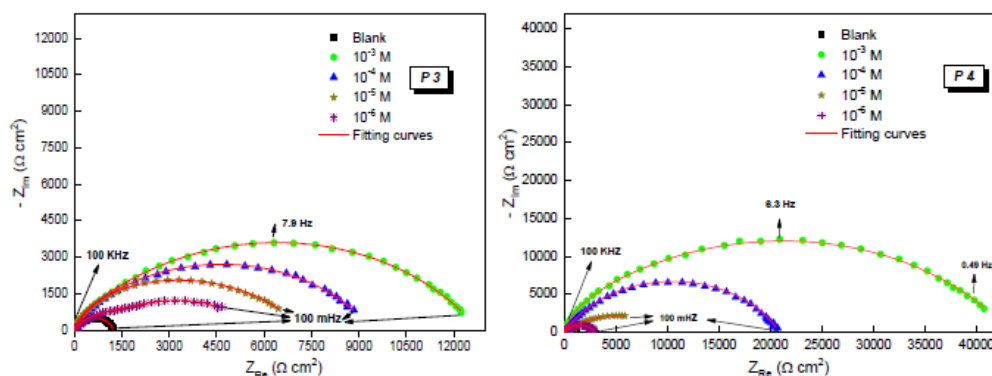 12000
10500
9000
7500
6000
4500
3000
1500
0
- Z_Im (Ω cm²)
Blank
10⁻³ M
10⁻⁴ M
10⁻⁵ M
10⁻⁶ M
Fitting curves
P 3
7.9 Hz
100 KHz
100 mHz
0 1500 3000 4500 6000 7500 9000 10500 12000
Z_Re (Ω cm²)
40000
35000
30000
25000
20000
15000
10000
5000
0
- Z_Im (Ω cm²)
Blank
10⁻³ M
10⁻⁴ M
10⁻⁵ M
10⁻⁶ M
Fitting curves
P 4
6.3 Hz
0.49 Hz
100 KHz
100 mHZ
0 5000 10000 15000 20000 25000 30000 35000 40000
Z_Re (Ω cm²)